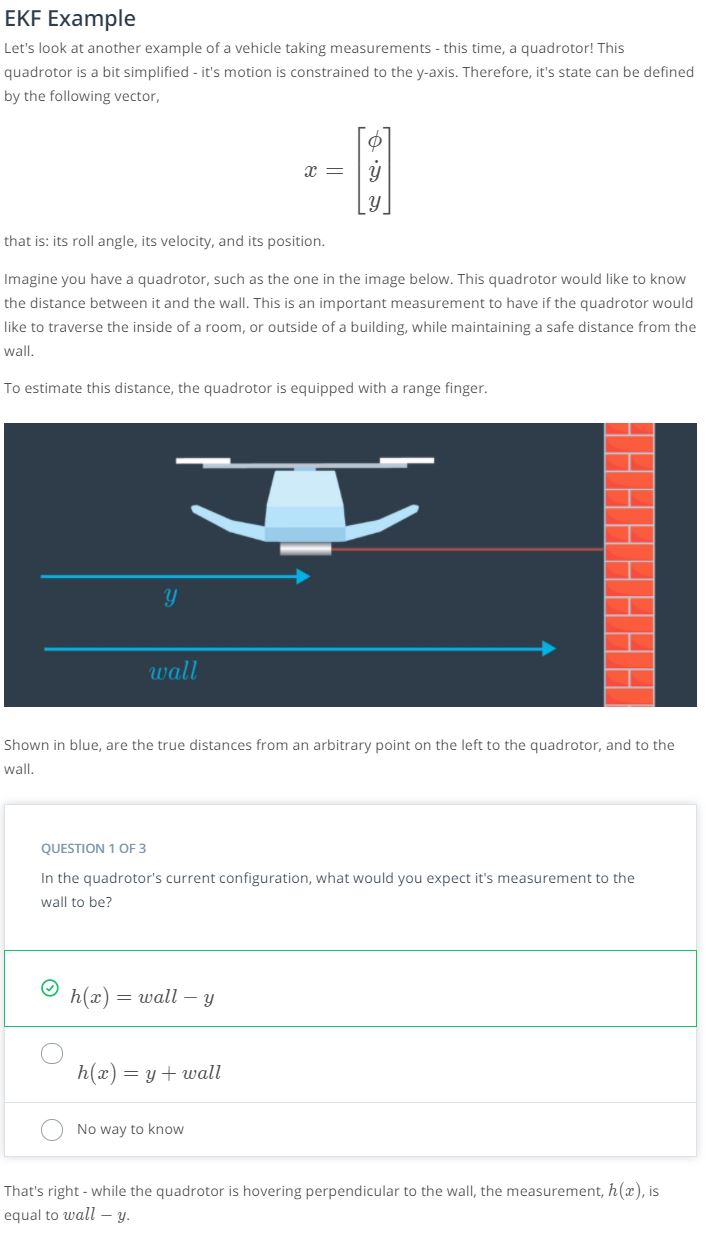 EKF Example
Let's look at another example of a vehicle taking measurements - this time, a quadrotor! This
quadrotor is a bit simplified - it's motion is constrained to the y-axis. Therefore, it's state can be defined
by the following vector,
x = [ϕ ẏ y]
that is: its roll angle, its velocity, and its position.
Imagine you have a quadrotor, such as the one in the image below. This quadrotor would like to know
the distance between it and the wall. This is an important measurement to have if the quadrotor would
like to traverse the inside of a room, or outside of a building, while maintaining a safe distance from the
wall.
To estimate this distance, the quadrotor is equipped with a range finger.
y
wall
Shown in blue, are the true distances from an arbitrary point on the left to the quadrotor, and to the
wall.
QUESTION 1 OF 3
In the quadrotor's current configuration, what would you expect it's measurement to the
wall to be?
h(x) = wall − y
h(x) = y + wall
No way to know
That's right - while the quadrotor is hovering perpendicular to the wall, the measurement, h(x), is
equal to wall − y.